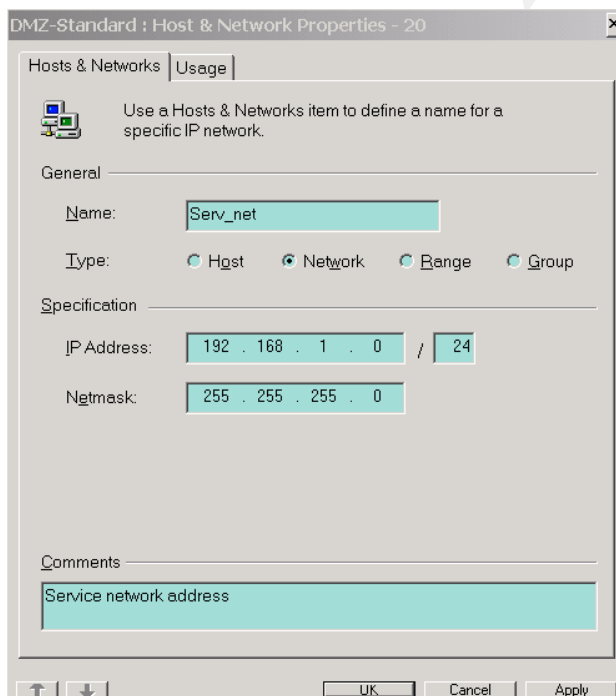 DMZ-Standard : Host & Network Properties - 20
Hosts & Networks Usage
Use a Hosts & Networks item to define a name for a
specific IP network.
General
Name: Serv_net
Type: Host Network Range Group
Specification
IP Address: 192 . 168 . 1 . 0 / 24
Netmask: 255 . 255 . 255 . 0
Comments
Service network address
OK Cancel Apply